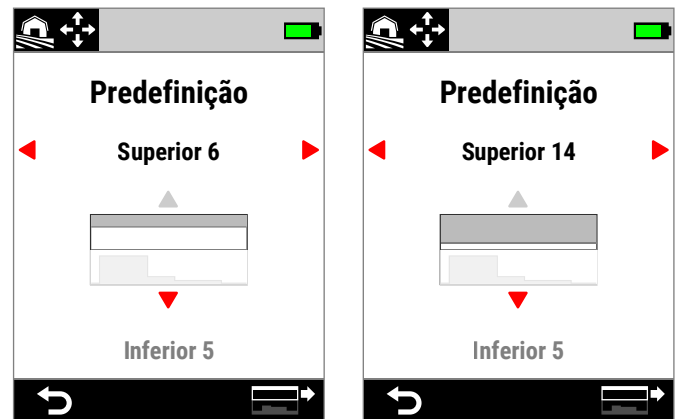 Predefinição
Superior 6
Inferior 5
Predefinição
Superior 14
Inferior 5